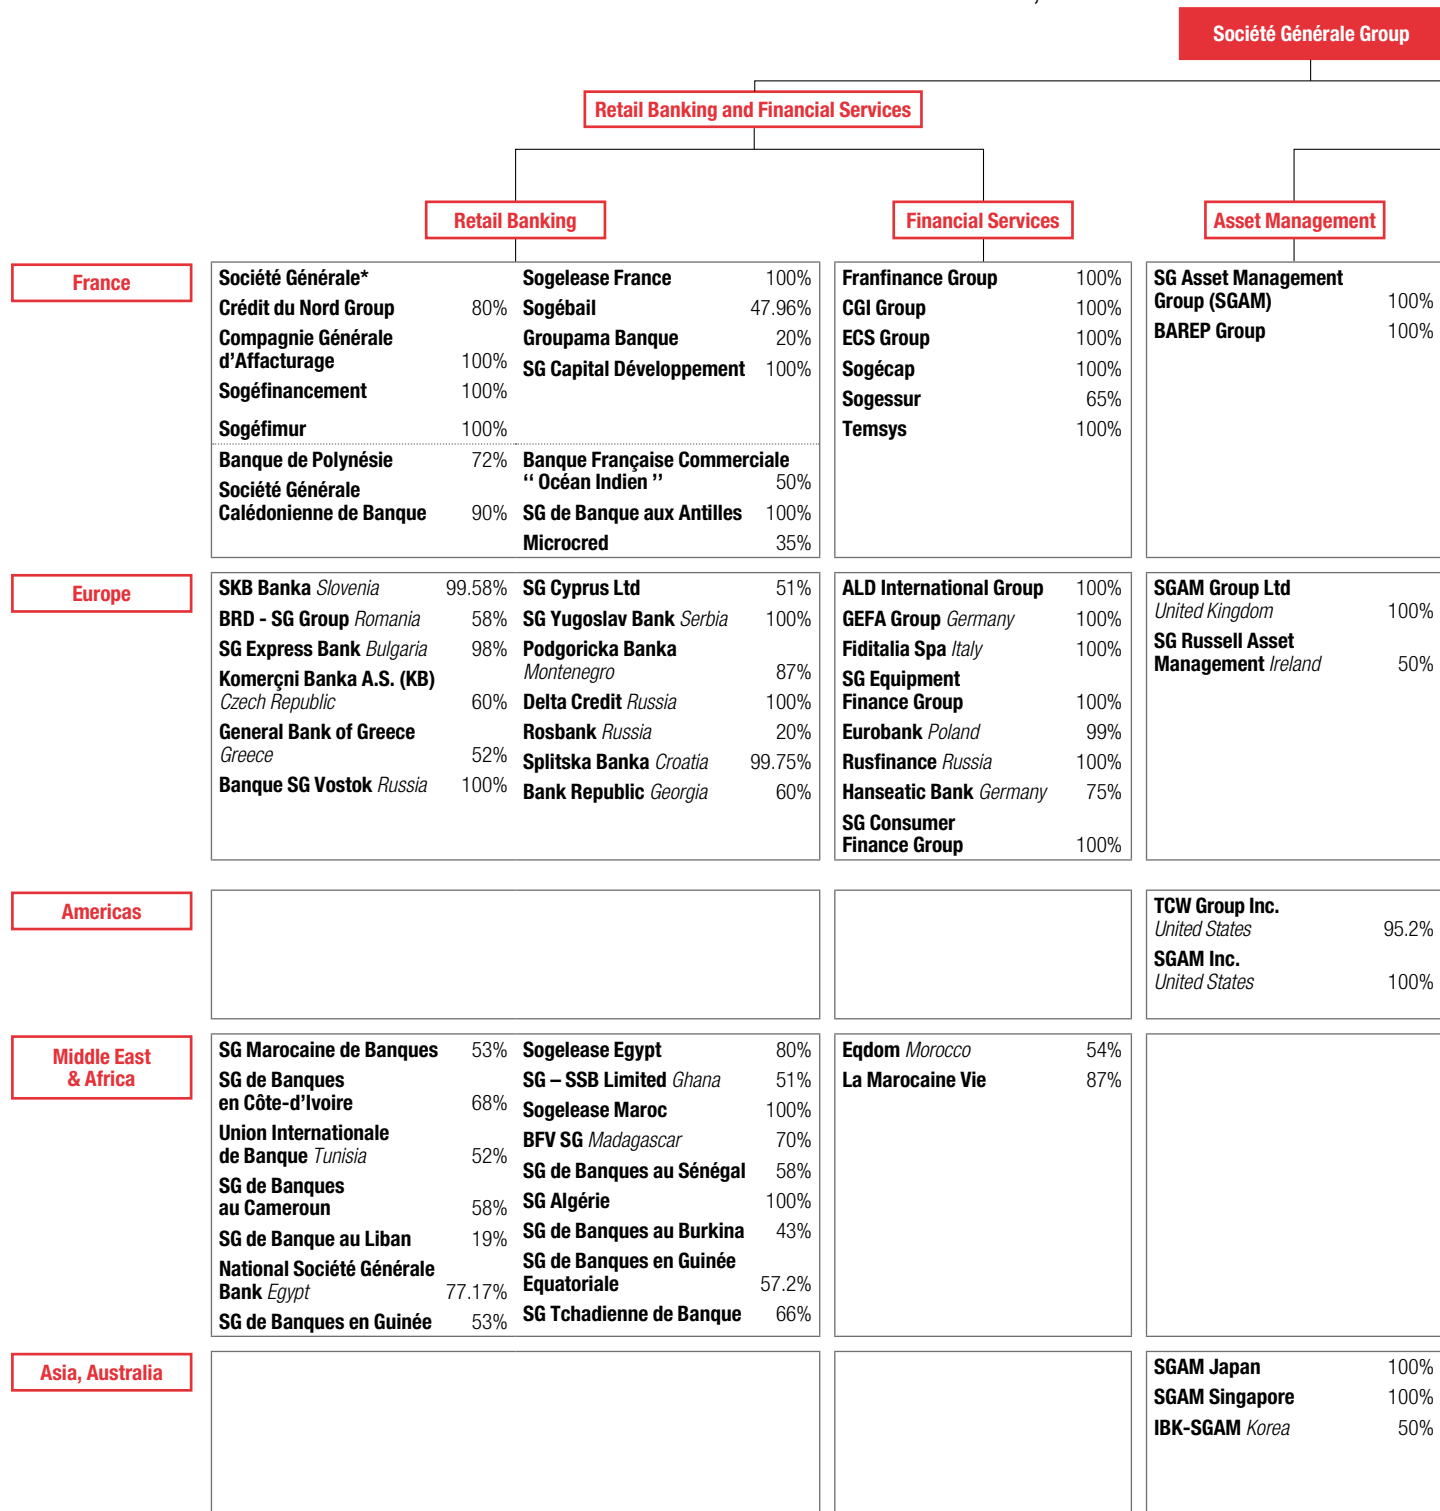 Société Générale Group
Retail Banking and Financial Services
Retail Banking
Financial Services
Asset Management
France
Société Générale*
Crédit du Nord Group 80%
Compagnie Générale
d'Affacturage 100%
Sogéfinancement 100%
Sogéfimur 100%
Banque de Polynésie 72%
Société Générale
Calédonienne de Banque 90%
Sogelease France 100%
Sogébail 47.96%
Groupama Banque 20%
SG Capital Développement 100%
Banque Française Commerciale
‘‘ Océan Indien ’’ 50%
SG de Banque aux Antilles 100%
Microcred 35%
Franfinance Group 100%
CGI Group 100%
ECS Group 100%
Sogécap 100%
Sogessur 65%
Temsys 100%
SG Asset Management
Group (SGAM) 100%
BAREP Group 100%
Europe
SKB Banka Slovenia 99.58%
BRD - SG Group Romania 58%
SG Express Bank Bulgaria 98%
Komerçni Banka A.S. (KB)
Czech Republic 60%
General Bank of Greece
Greece 52%
Banque SG Vostok Russia 100%
SG Cyprus Ltd 51%
SG Yugoslav Bank Serbia 100%
Podgoricka Banka
Montenegro 87%
Delta Credit Russia 100%
Rosbank Russia 20%
Splitska Banka Croatia 99.75%
Bank Republic Georgia 60%
ALD International Group 100%
GEFA Group Germany 100%
Fiditalia Spa Italy 100%
SG Equipment
Finance Group 100%
Eurobank Poland 99%
Rusfinance Russia 100%
Hanseatic Bank Germany 75%
SG Consumer
Finance Group 100%
SGAM Group Ltd
United Kingdom 100%
SG Russell Asset
Management Ireland 50%
Americas
TCW Group Inc.
United States 95.2%
SGAM Inc.
United States 100%
Middle East
& Africa
SG Marocaine de Banques 53%
SG de Banques
en Côte-d'Ivoire 68%
Union Internationale
de Banque Tunisia 52%
SG de Banques
au Cameroun 58%
SG de Banque au Liban 19%
National Société Générale
Bank Egypt 77.17%
SG de Banques en Guinée 53%
Sogelease Egypt 80%
SG – SSB Limited Ghana 51%
Sogelease Maroc 100%
BFV SG Madagascar 70%
SG de Banques au Sénégal 58%
SG Algérie 100%
SG de Banques au Burkina 43%
SG de Banques en Guinée
Equatoriale 57.2%
SG Tchadienne de Banque 66%
Eqdom Morocco 54%
La Marocaine Vie 87%
Asia, Australia
SGAM Japan 100%
SGAM Singapore 100%
IBK-SGAM Korea 50%